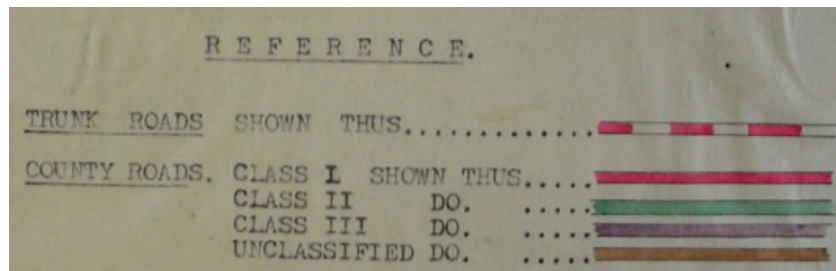 R E F E R E N C E.
TRUNK ROADS SHOWN THUS..............
COUNTY ROADS. CLASS I SHOWN THUS.....
CLASS II DO. .....
CLASS III DO. .....
UNCLASSIFIED DO. .....